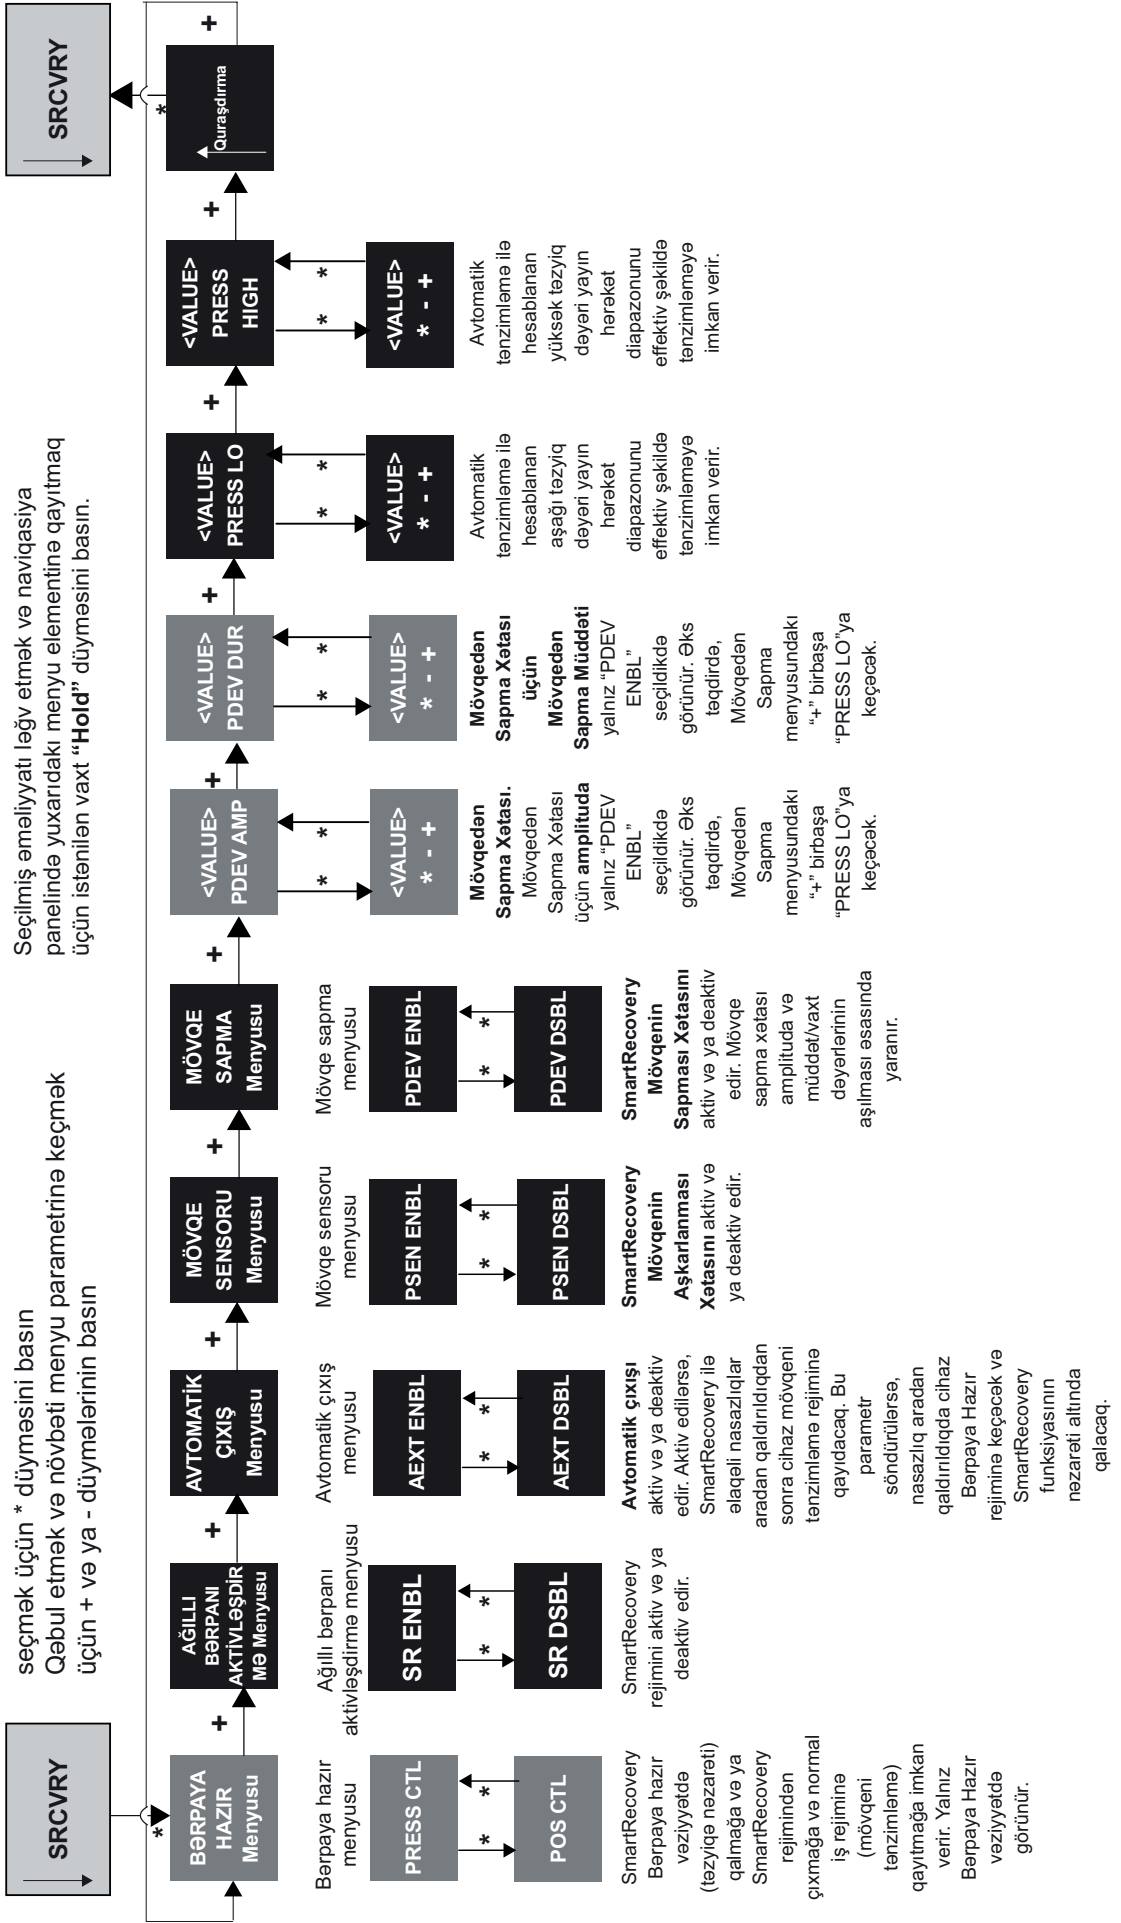 SRCVRY
seçmək üçün * düyməsini basın
Qəbul etmək və növbəti menyu parametrinə keçmək
üçün + və ya - düymələrinin basın
Seçilmiş əməliyyatı ləğv etmək və naviqasiya
panelində yuxarıdakı menyu elementinə qayıtmaq
üçün istənilən vaxt “Hold” düyməsini basın.
SRCVRY
*
BƏRPAYA
HAZIR
Menyusu
+
AĞILLI
BƏRPANI
AKTİVLƏŞDİR
MƏ Menyusu
+
AVTOMATİK
ÇIXIŞ
Menyusu
+
MÖVQE
SENSORU
Menyusu
+
MÖVQE
SAPMA
Menyusu
+
<VALUE>
PDEV AMP
+
<VALUE>
PDEV DUR
+
<VALUE>
PRESS LO
+
<VALUE>
PRESS
HIGH
+
Quraşdırma
*
+
Bərpaya hazır
menyusu
PRESS CTL
* *
POS CTL
SmartRecovery
Bərpaya hazır
vəziyyətdə
(təzyiqə nəzarəti)
qalmağa və ya
SmartRecovery
rejimindən
çıxmağa və normal
iş rejiminə
(mövqeni
tənzimləmə)
qayıtmağa imkan
verir. Yalnız
Bərpaya Hazır
vəziyyətdə
görünür.
Ağıllı bərpanı
aktivləşdirmə menyusu
SR ENBL
* *
SR DSBL
SmartRecovery
rejimini aktiv və ya
deaktiv edir.
Avtomatik çıxış
menyusu
AEXT ENBL
* *
AEXT DSBL
Avtomatik çıxışı
aktiv və ya deaktiv
edir. Aktiv edilərsə,
SmartRecovery ilə
əlaqəli nasazlıqlar
aradan qaldırıldıqdan
sonra cihaz mövqeni
tənzimləmə rejiminə
qayıdacaq. Bu
parametr
söndürülərsə,
nasazlıq aradan
qaldırıldıqda cihaz
Bərpaya Hazır
rejiminə keçəcək və
SmartRecovery
funksiyasının
nəzarəti altında
qalacaq.
Mövqe sensoru
menyusu
PSEN ENBL
* *
PSEN DSBL
SmartRecovery
Mövqenin
Aşkarlanması
Xətasını aktiv və
ya deaktiv edir.
Mövqe sapma
menyusu
PDEV ENBL
* *
PDEV DSBL
SmartRecovery
Mövqenin
Sapması Xətasını
aktiv və ya deaktiv
edir. Mövqe
sapma xətası
amplituda və
müddət/vaxt
dəyərlərinin
aşılması əsasında
yaranır.
* *
<VALUE>
* - +
Mövqedən
Sapma Xətası.
Mövqedən
Sapma Xətası
üçün amplituda
yalnız “PDEV
ENBL”
seçildikdə
görünür. Əks
təqdirdə,
Mövqedən
Sapma
menyusundakı
“+” birbaşa
“PRESS LO”ya
keçəcək.
* *
<VALUE>
* - +
Mövqedən
Sapma Xətası
üçün
Mövqedən
Sapma Müddəti
yalnız “PDEV
ENBL”
seçildikdə
görünür. Əks
təqdirdə,
Mövqedən
Sapma
menyusundakı
“+” birbaşa
“PRESS LO”ya
keçəcək.
* *
<VALUE>
* - +
Avtomatik
tənzimləmə ilə
hesablanan
aşağı təzyiq
dəyəri yayın
hərəkət
diapazonunu
effektiv şəkildə
tənzimləməyə
imkan verir.
* *
<VALUE>
* - +
Avtomatik
tənzimləmə ilə
hesablanan
yüksək təzyiq
dəyəri yayın
hərəkət
diapazonunu
effektiv şəkildə
tənzimləməyə
imkan verir.